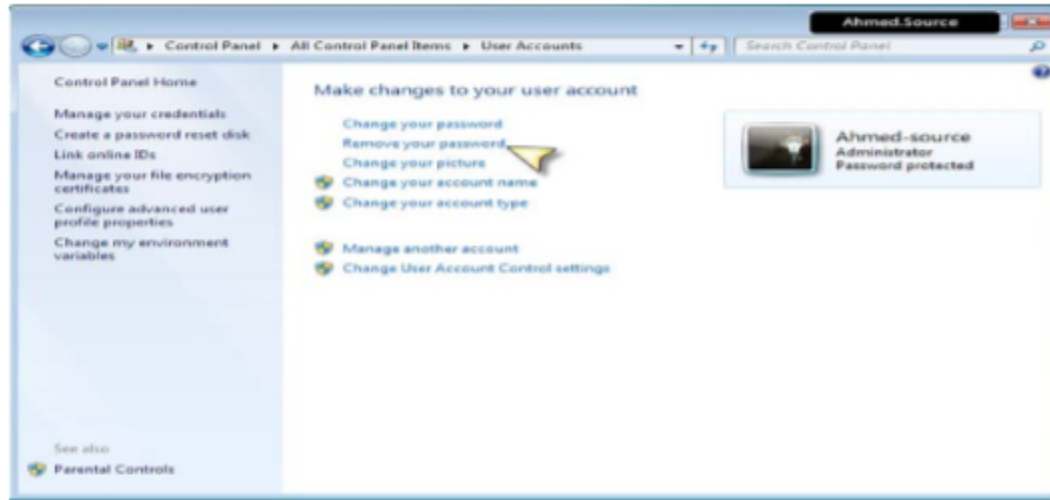 Ahmed.Source
Control Panel ▸ All Control Panel Items ▸ User Accounts
Search Control Panel
Control Panel Home
Manage your credentials
Create a password reset disk
Link online IDs
Manage your file encryption
certificates
Configure advanced user
profile properties
Change my environment
variables
See also
Parental Controls
Make changes to your user account
Change your password
Remove your password
Change your picture
Change your account name
Change your account type
Manage another account
Change User Account Control settings
Ahmed-source
Administrator
Password protected